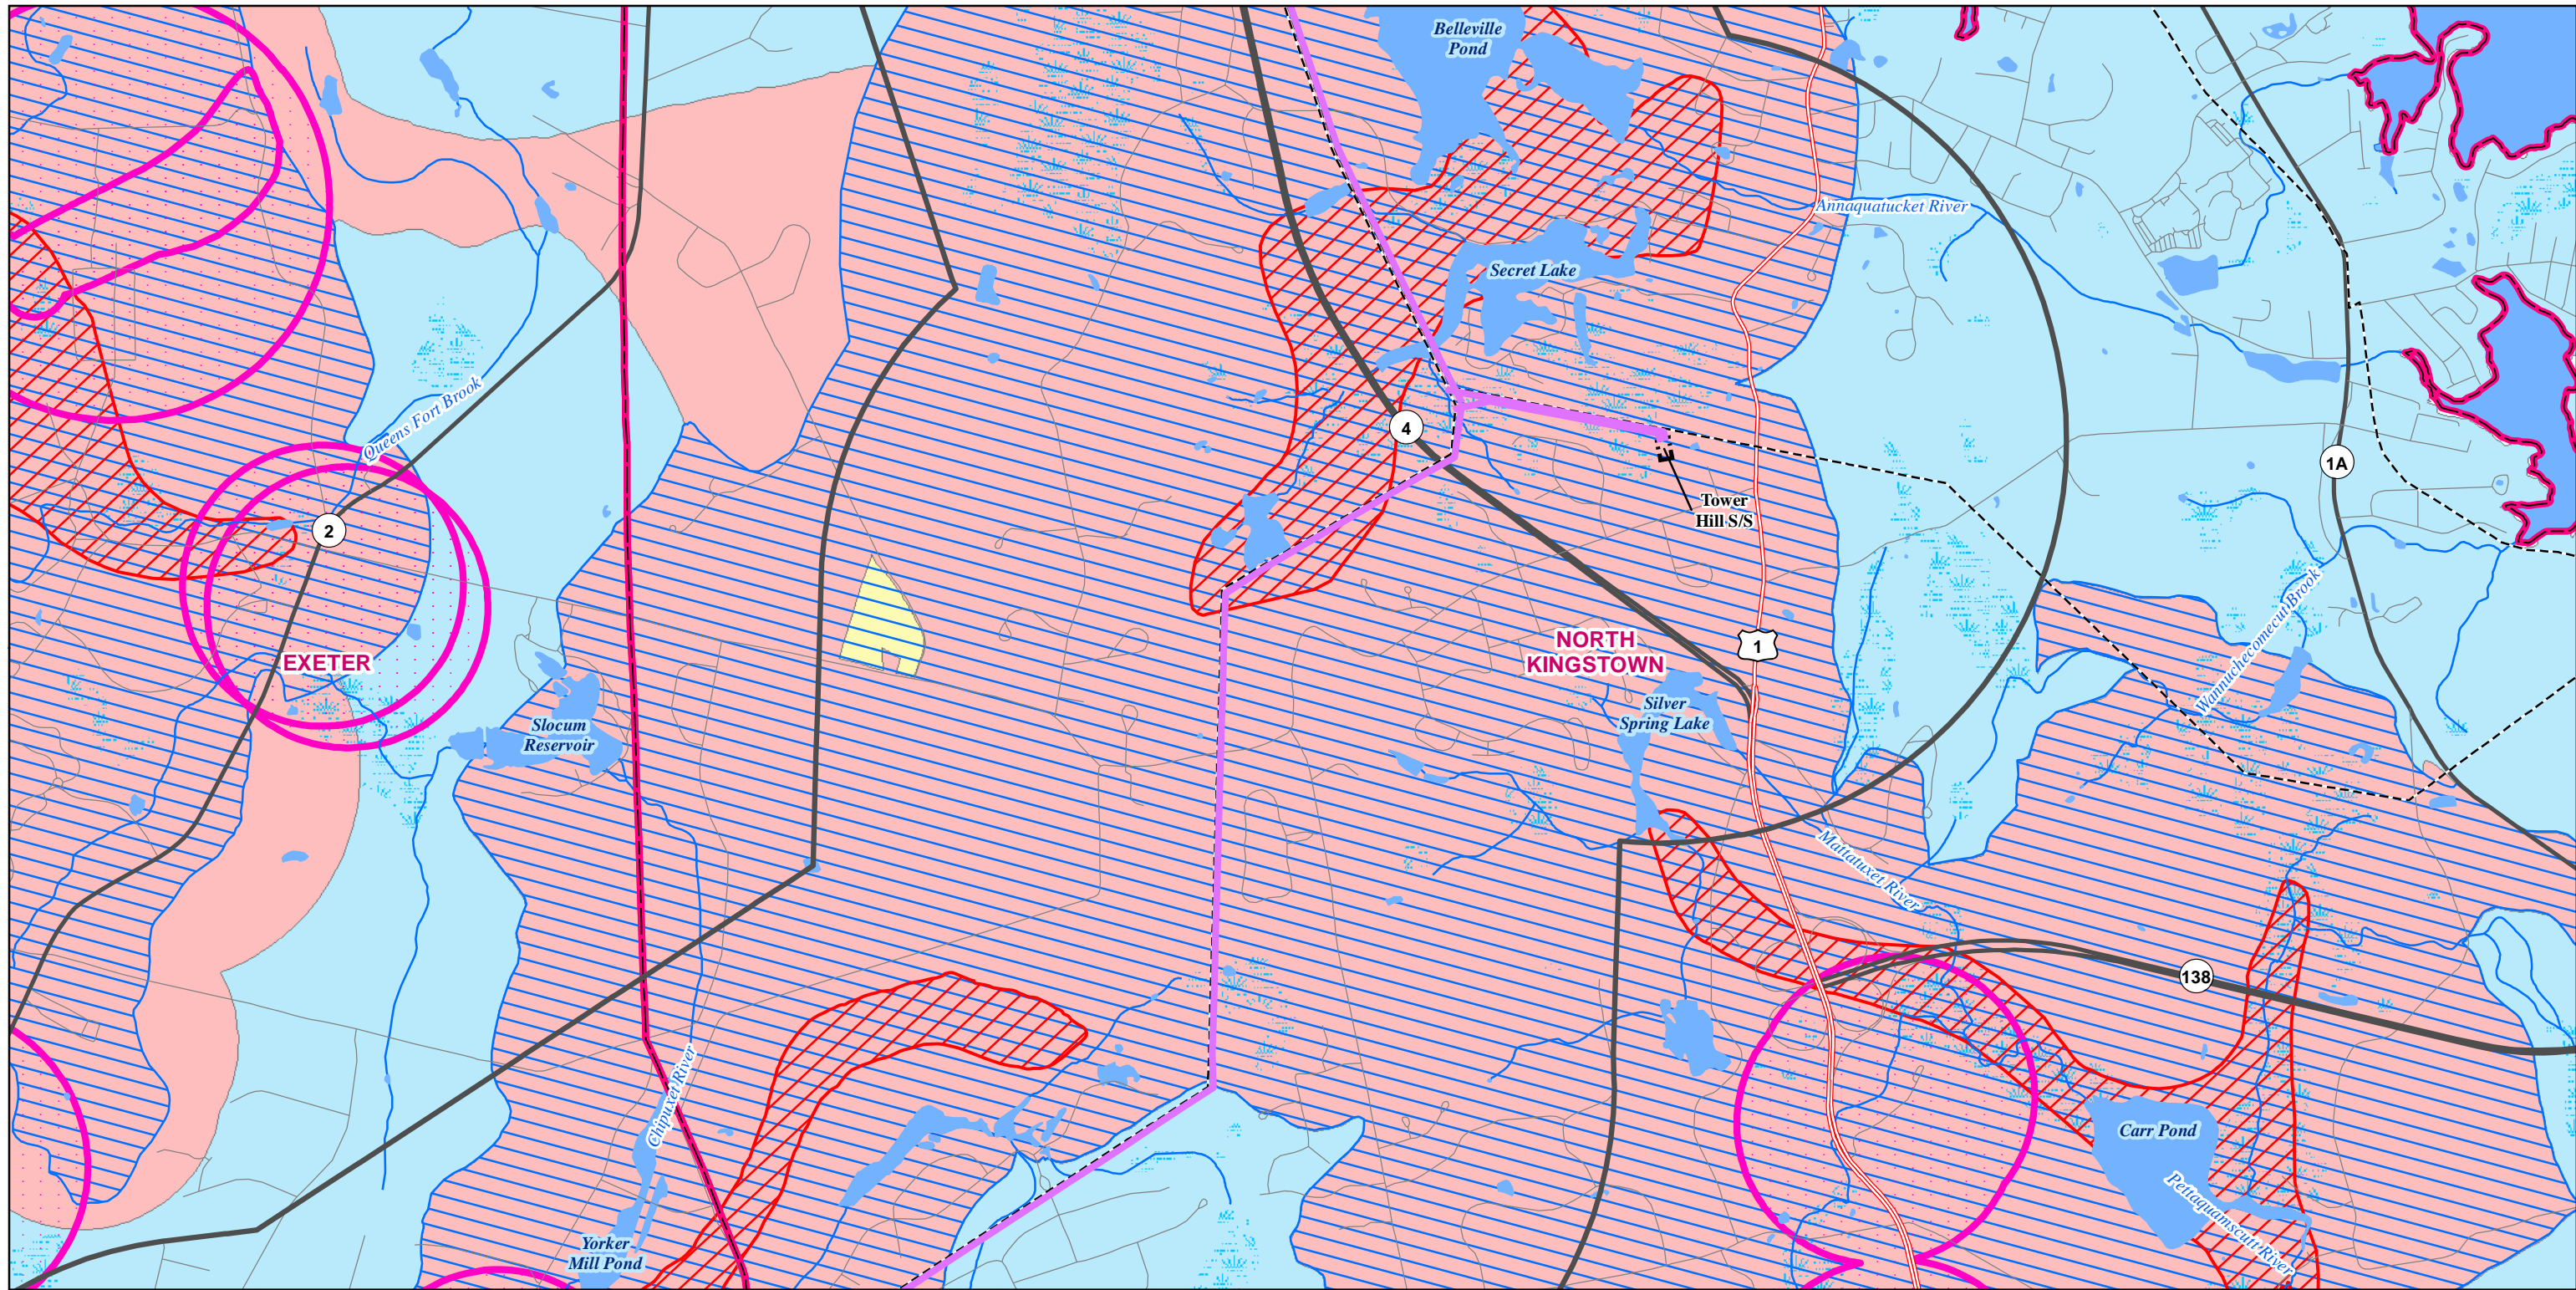 Belleville
Pond
Annaquatucket River
Secret Lake
Queens Fort Brook
4
1A
Tower
Hill S/S
2
Wannuchecomecut Brook
NORTH
KINGSTOWN
1
EXETER
Silver
Spring Lake
Slocum
Reservoir
Mattatuxet River
138
Chipuxet River
Carr Pond
Pettaquamscutt River
Yorker
Mill Pond